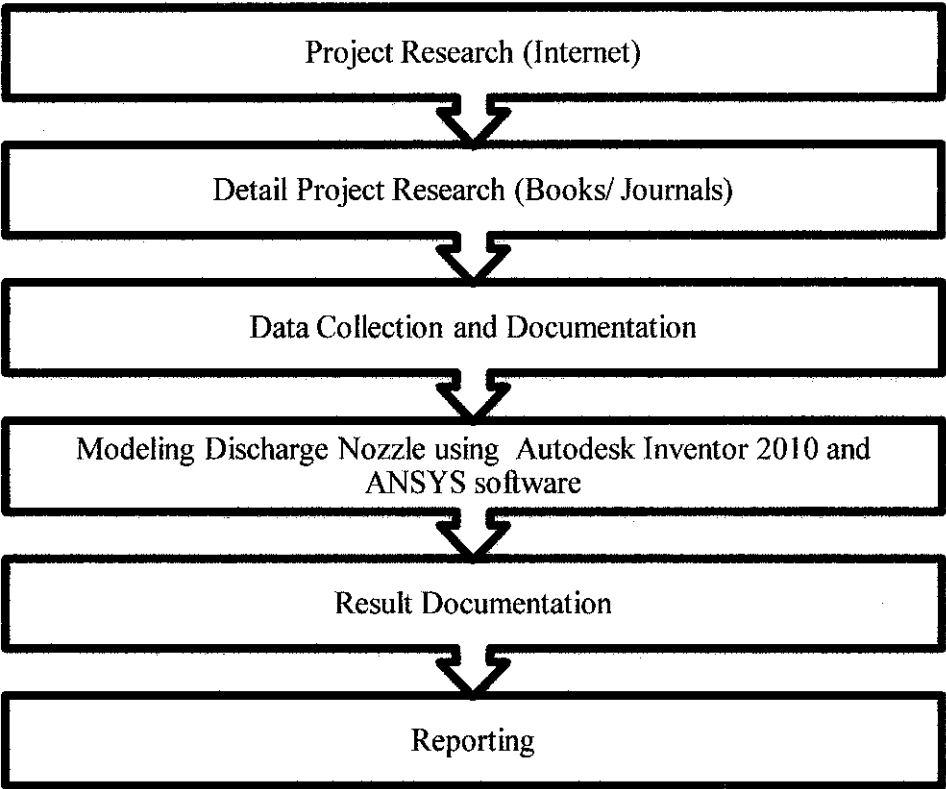 Project Research (Internet)
Detail Project Research (Books/ Journals)
Data Collection and Documentation
Modeling Discharge Nozzle using Autodesk Inventor 2010 and
ANSYS software
Result Documentation
Reporting